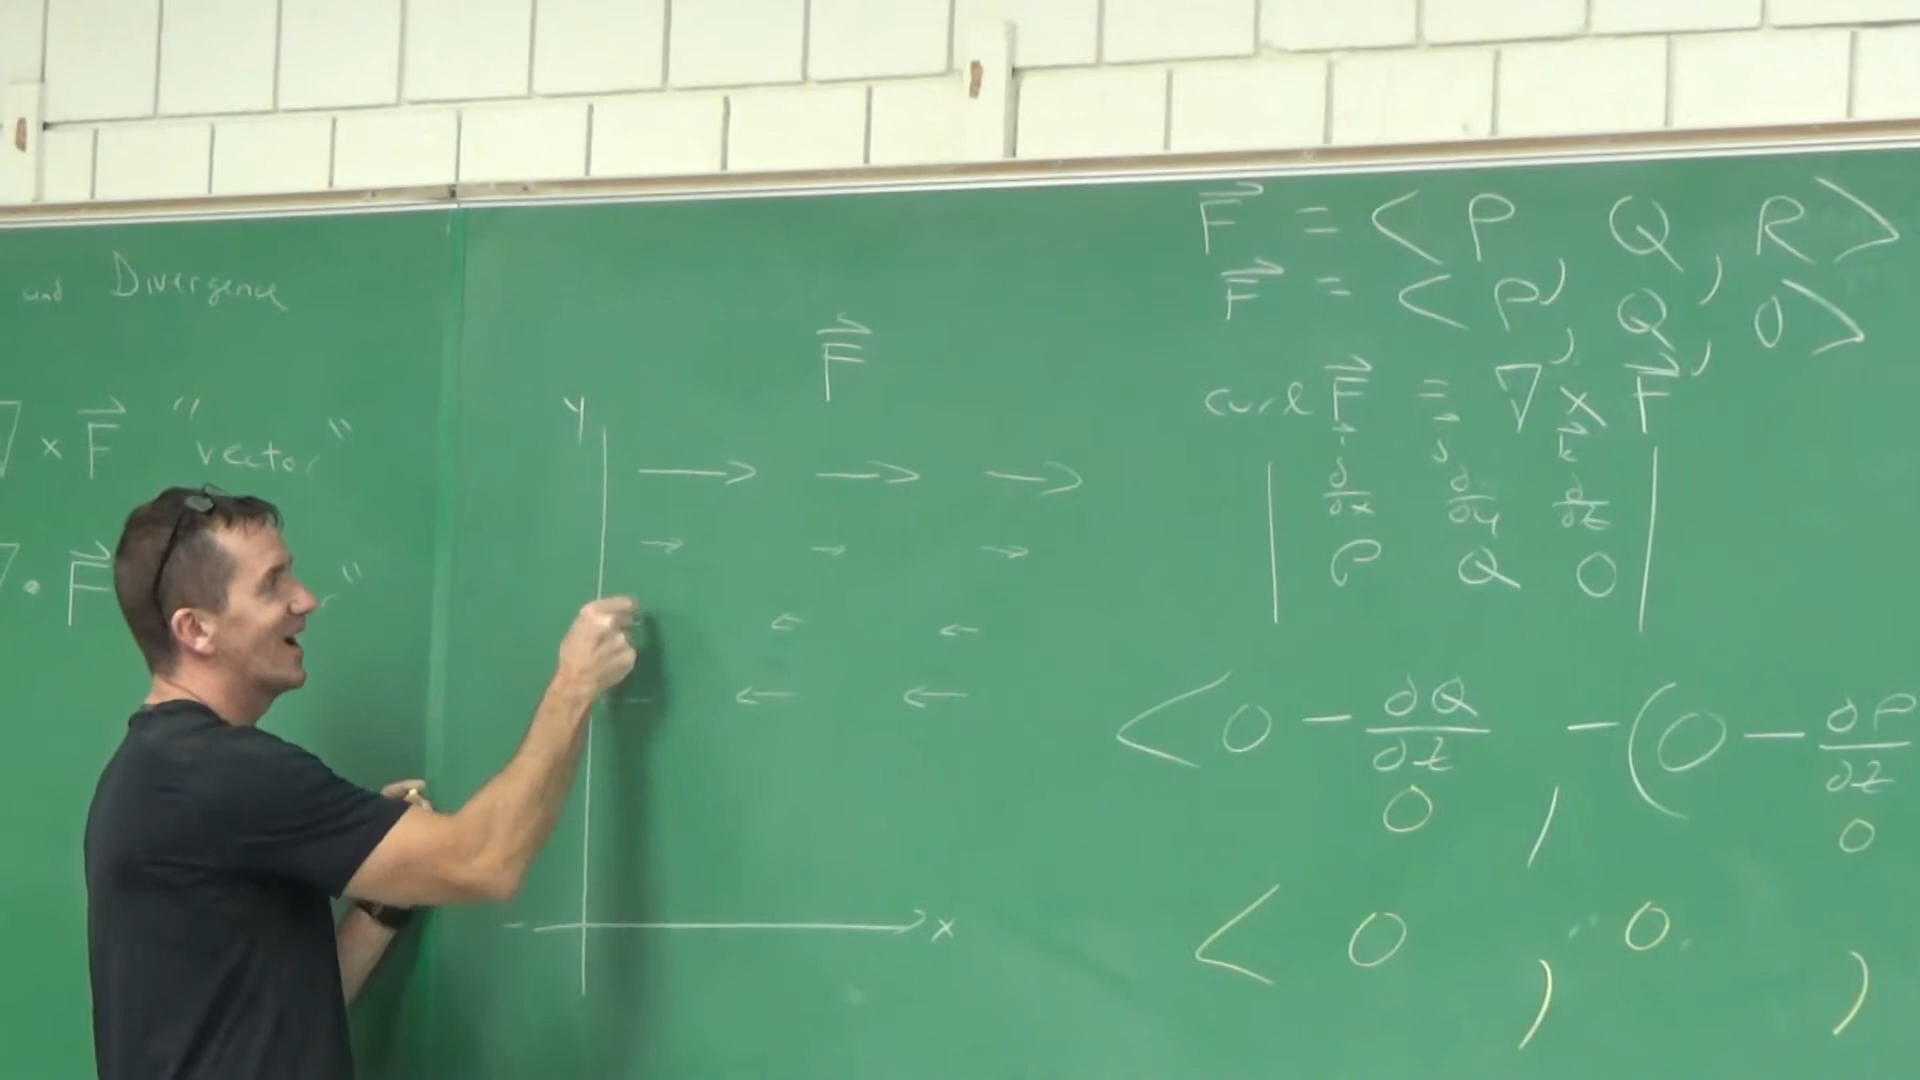 and Divergence
∇ × F⃗ "vector"
∇ · F⃗ "
F⃗
y
x
F⃗ = <P, Q, R>
F⃗ = <P, Q, 0>
curl F⃗ = ∇ × F⃗
i⃗ j⃗ k⃗
∂/∂x ∂/∂y ∂/∂z
P Q 0
<0 - ∂Q/∂z, -(0 - ∂P/∂z
0 0
<0, 0,